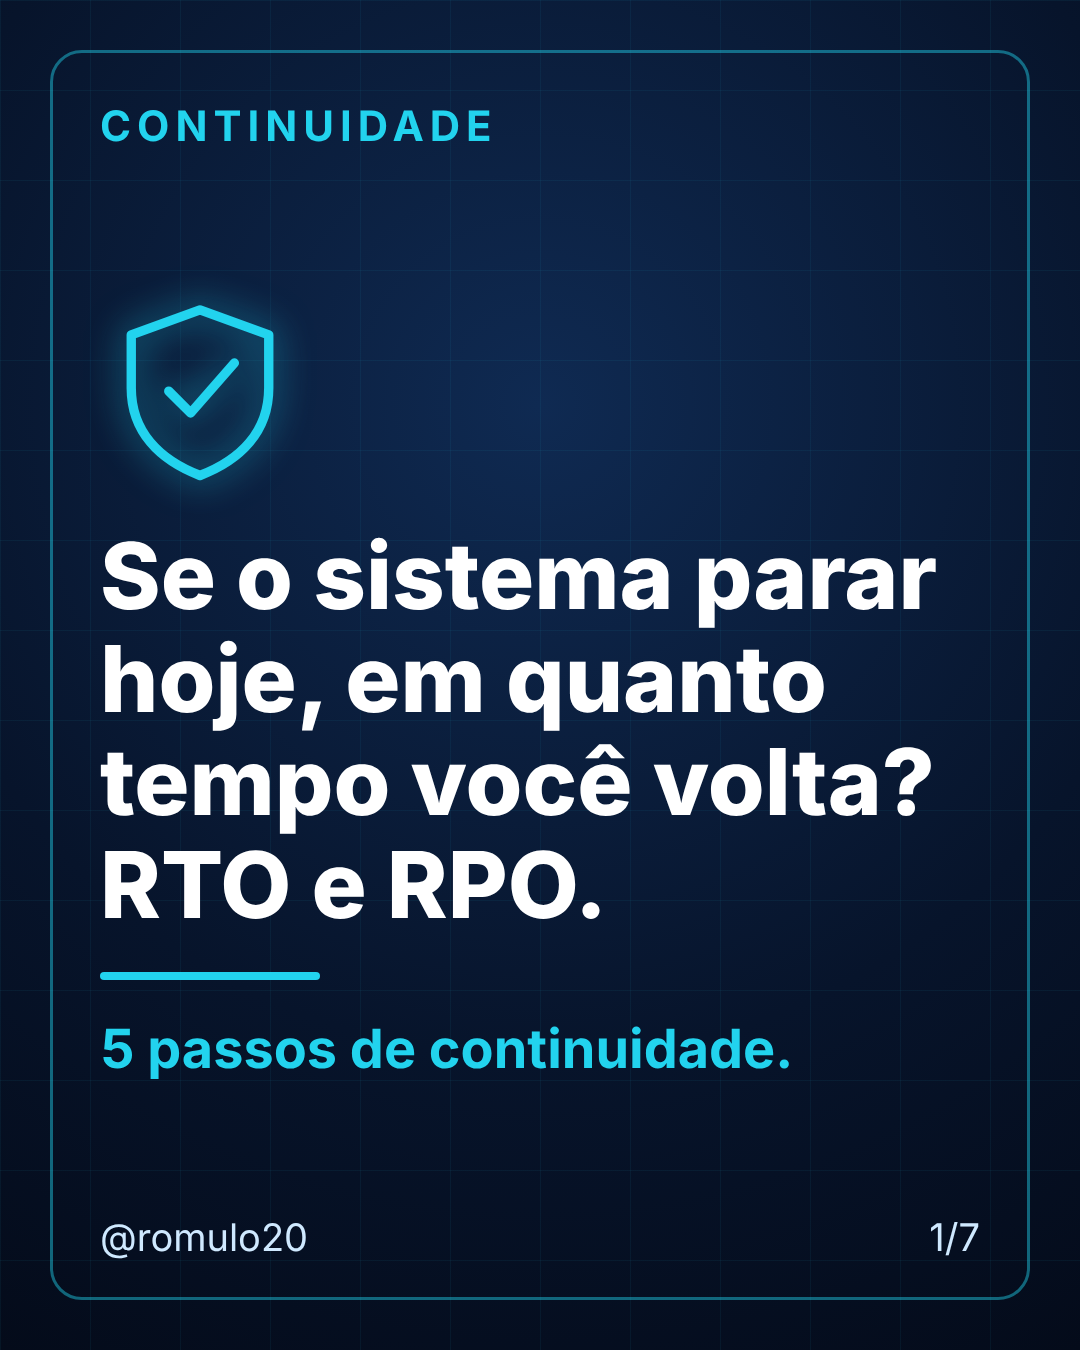 CONTINUIDADE
Se o sistema parar
hoje, em quanto
tempo você volta?
RTO e RPO.
5 passos de continuidade.
@romulo20
1/7